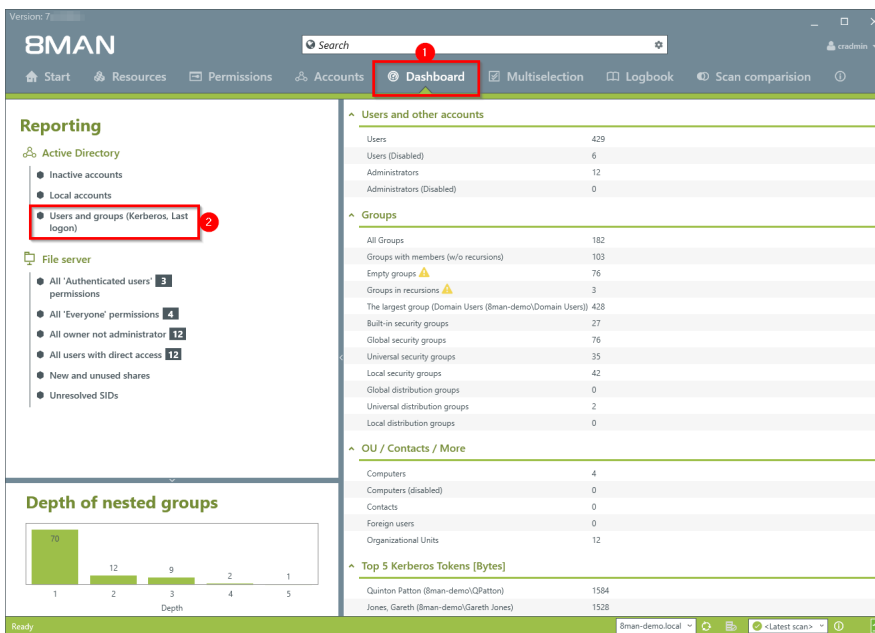 Version: 7
8MAN
Search
1
cradmin
Start
Resources
Permissions
Accounts
Dashboard
Multiselection
Logbook
Scan comparision
Reporting
Active Directory
Inactive accounts
Local accounts
Users and groups (Kerberos, Last
logon)
2
File server
All 'Authenticated users' 3
permissions
All 'Everyone' permissions 4
All owner not administrator 12
All users with direct access 12
New and unused shares
Unresolved SIDs
Depth of nested groups
70
12
9
2
1
1 2 3 4 5
Depth
Users and other accounts
Users 429
Users (Disabled) 6
Administrators 12
Administrators (Disabled) 0
Groups
All Groups 182
Groups with members (w/o recursions) 103
Empty groups 76
Groups in recursions 3
The largest group (Domain Users (8man-demo\Domain Users)) 428
Built-in security groups 27
Global security groups 76
Universal security groups 35
Local security groups 42
Global distribution groups 0
Universal distribution groups 2
Local distribution groups 0
OU / Contacts / More
Computers 4
Computers (disabled) 0
Contacts 0
Foreign users 0
Organizational Units 12
Top 5 Kerberos Tokens [Bytes]
Quinton Patton (8man-demo\QPatton) 1584
Jones, Gareth (8man-demo\Gareth Jones) 1528
Ready
8man-demo.local
<Latest scan>